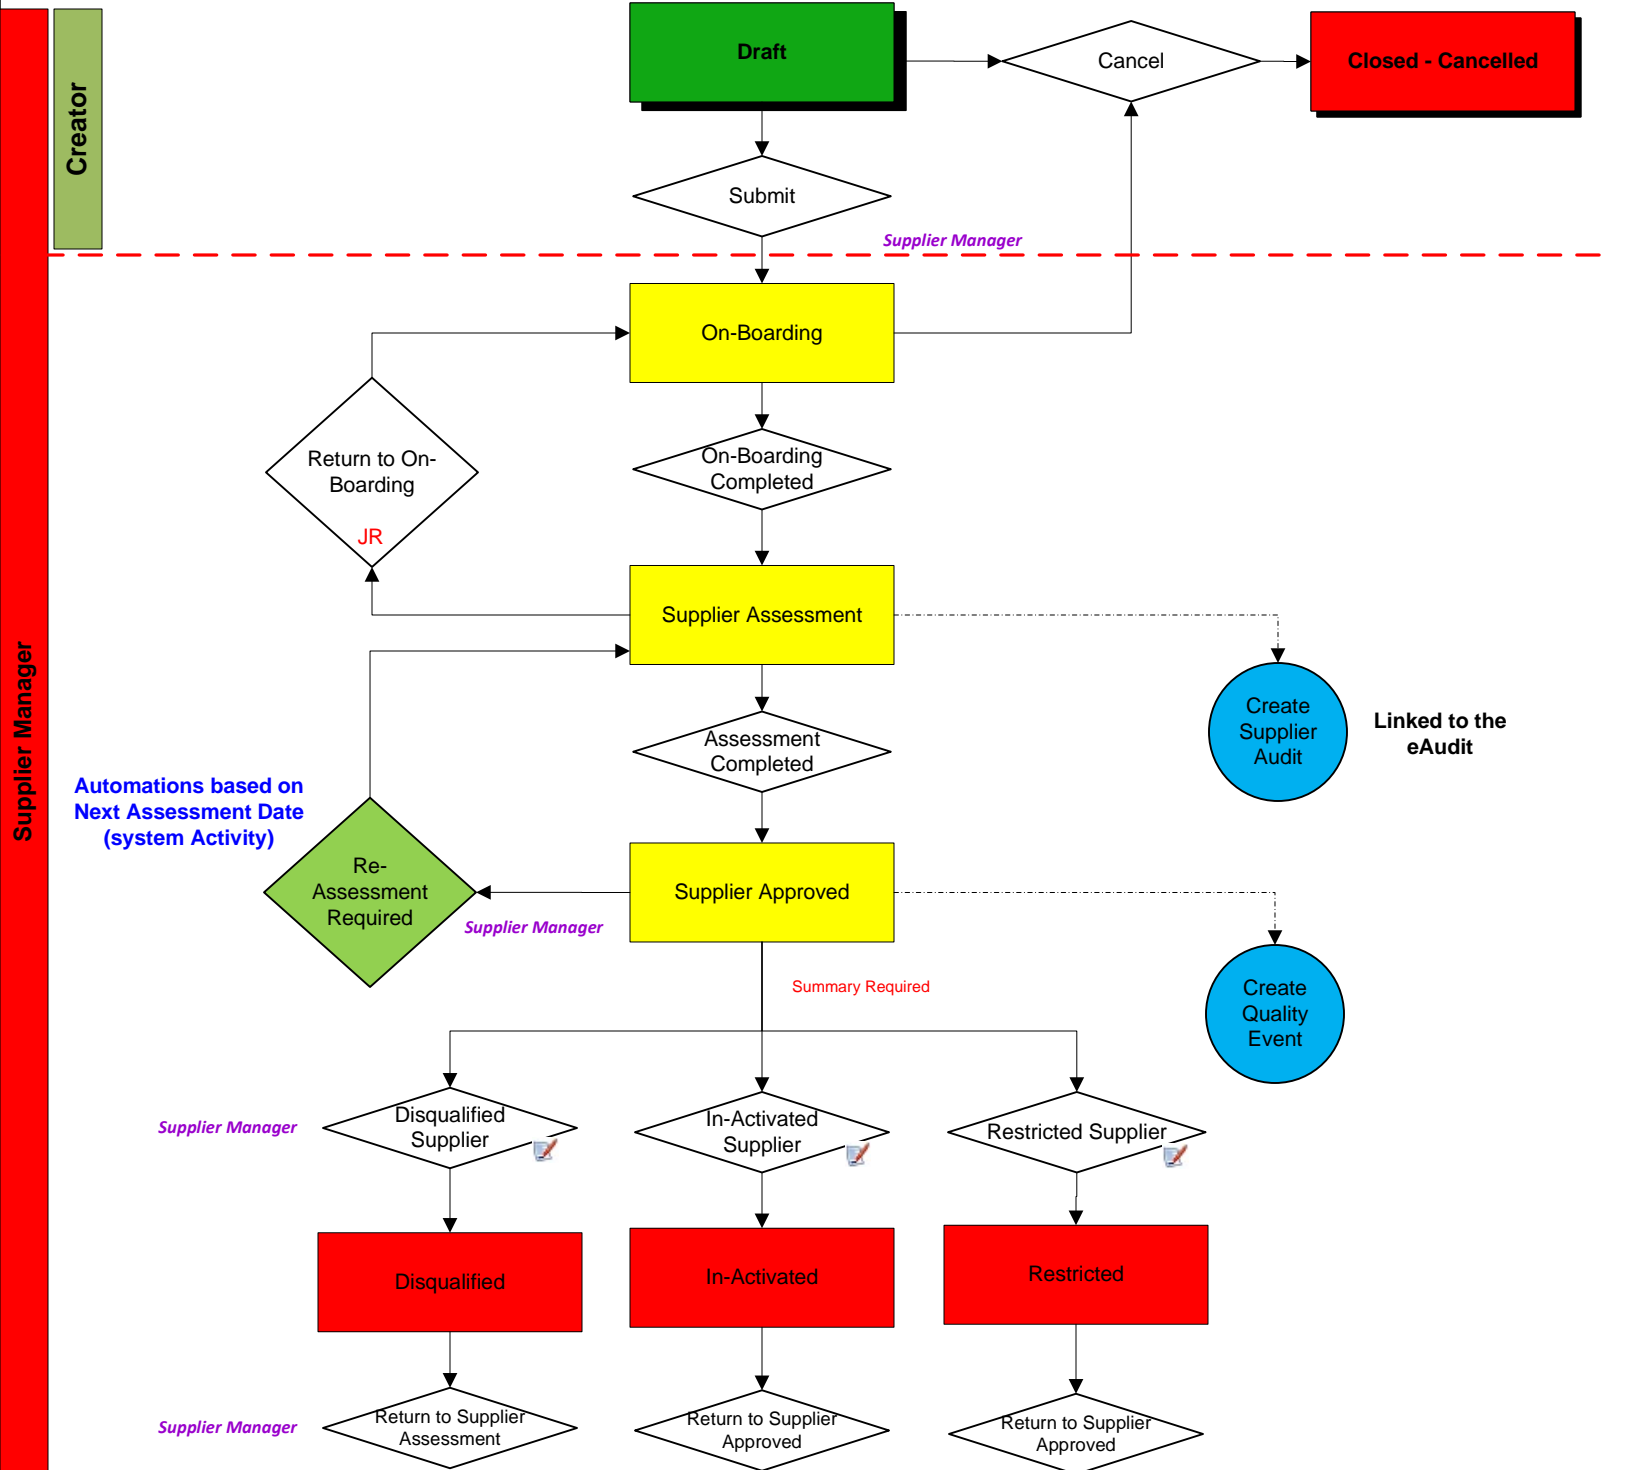 Draft
Cancel
Closed - Cancelled
Creator
Submit
Supplier Manager
On-Boarding
Return to On-
Boarding
JR
On-Boarding
Completed
Supplier Assessment
Supplier Manager
Create
Supplier
Audit
Linked to the
eAudit
Assessment
Completed
Automations based on
Next Assessment Date
(system Activity)
Re-
Assessment
Required
Supplier Manager
Supplier Approved
Summary Required
Create
Quality
Event
Supplier Manager
Disqualified
Supplier
In-Activated
Supplier
Restricted Supplier
Disqualified
In-Activated
Restricted
Supplier Manager
Return to Supplier
Assessment
Return to Supplier
Approved
Return to Supplier
Approved